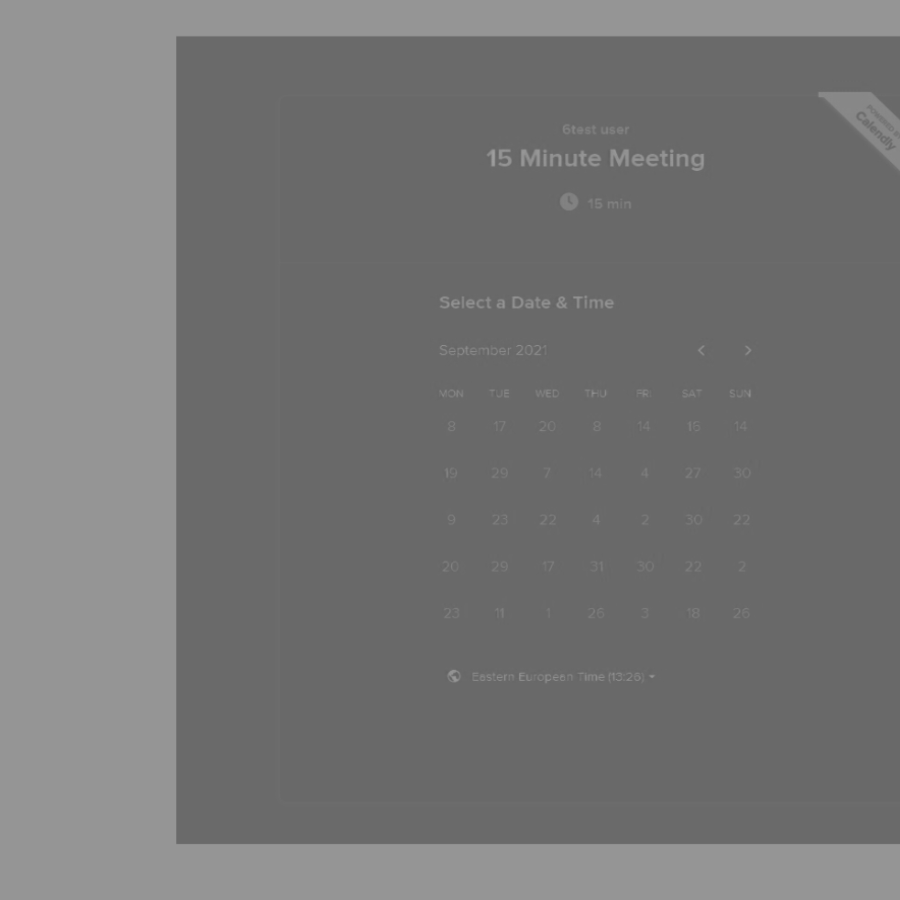 6test user
15 Minute Meeting
15 min
POWERED
Calendly
Select a Date & Time
September 2021
MON TUE WED THU FRI SAT SUN
8 17 20 8 14 15 14
19 29 7 14 4 27 30
9 23 22 4 2 30 22
20 29 17 31 30 22 2
23 11 1 26 3 18 26
Eastern European Time (13:26)